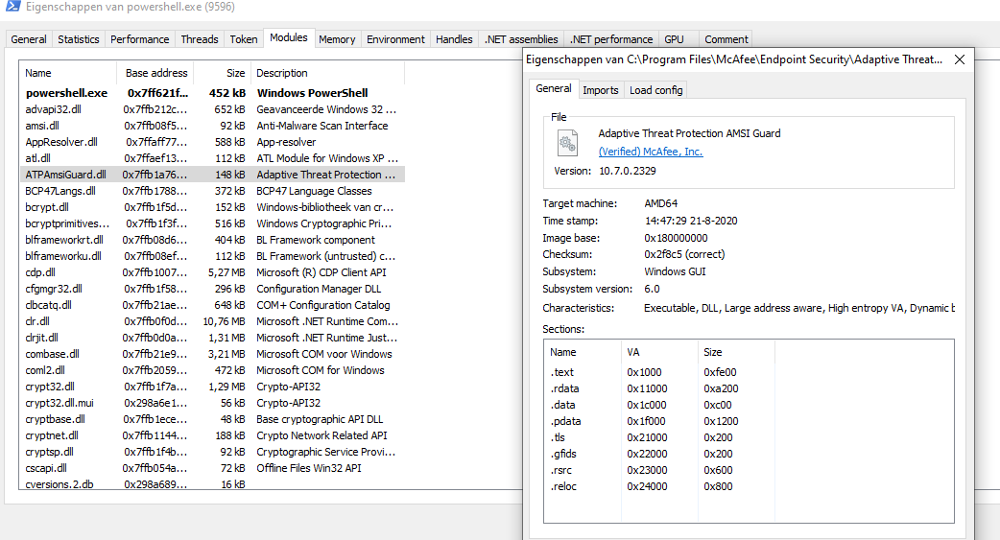 Eigenschappen van powershell.exe (9596)
General Statistics Performance Threads Token Modules Memory Environment Handles .NET assemblies .NET performance GPU Comment
Name Base address Size Description
powershell.exe 0x7ff621f... 452 kB Windows PowerShell
advapi32.dll 0x7ffb212c... 652 kB Geavanceerde Windows 32 ...
amsi.dll 0x7ffb08f5... 92 kB Anti-Malware Scan Interface
AppResolver.dll 0x7ffaff77... 588 kB App-resolver
atl.dll 0x7ffaef13... 112 kB ATL Module for Windows XP ...
ATPAmsiGuard.dll 0x7ffb1a76... 148 kB Adaptive Threat Protection ...
BCP47Langs.dll 0x7ffb1788... 372 kB BCP47 Language Classes
bcrypt.dll 0x7ffb1f5d... 152 kB Windows-bibliotheek van cr...
bcryptprimitives... 0x7ffb1f3f... 516 kB Windows Cryptographic Pri...
blframeworkrt.dll 0x7ffb08d6... 404 kB BL Framework component
blframeworku.dll 0x7ffb08ef... 112 kB BL Framework (untrusted) c...
cdp.dll 0x7ffb1007... 5,27 MB Microsoft (R) CDP Client API
cfgmgr32.dll 0x7ffb1f58... 296 kB Configuration Manager DLL
clbcatq.dll 0x7ffb21ae... 648 kB COM+ Configuration Catalog
clr.dll 0x7ffb0f0d... 10,76 MB Microsoft .NET Runtime Com...
clrjit.dll 0x7ffb0d0a... 1,31 MB Microsoft .NET Runtime Just...
combase.dll 0x7ffb21e9... 3,21 MB Microsoft COM voor Windows
coml2.dll 0x7ffb2059... 472 kB Microsoft COM for Windows
crypt32.dll 0x7ffb1f7a... 1,29 MB Crypto-API32
crypt32.dll.mui 0x298a6e1... 56 kB Crypto-API32
cryptbase.dll 0x7ffb1ece... 48 kB Base cryptographic API DLL
cryptnet.dll 0x7ffb1144... 188 kB Crypto Network Related API
cryptsp.dll 0x7ffb1f4b... 92 kB Cryptographic Service Provi...
cscapi.dll 0x7ffb054a... 72 kB Offline Files Win32 API
cversions.2.db 0x298a689... 16 kB
Eigenschappen van C:\Program Files\McAfee\Endpoint Security\Adaptive Threat...
General Imports Load config
File
Adaptive Threat Protection AMSI Guard
(Verified) McAfee, Inc.
Version: 10.7.0.2329
Target machine: AMD64
Time stamp: 14:47:29 21-8-2020
Image base: 0x180000000
Checksum: 0x2f8c5 (correct)
Subsystem: Windows GUI
Subsystem version: 6.0
Characteristics: Executable, DLL, Large address aware, High entropy VA, Dynamic b
Sections:
Name VA Size
.text 0x1000 0xfe00
.rdata 0x11000 0xa200
.data 0x1c000 0xc00
.pdata 0x1f000 0x1200
.tls 0x21000 0x200
.gfids 0x22000 0x200
.rsrc 0x23000 0x600
.reloc 0x24000 0x800